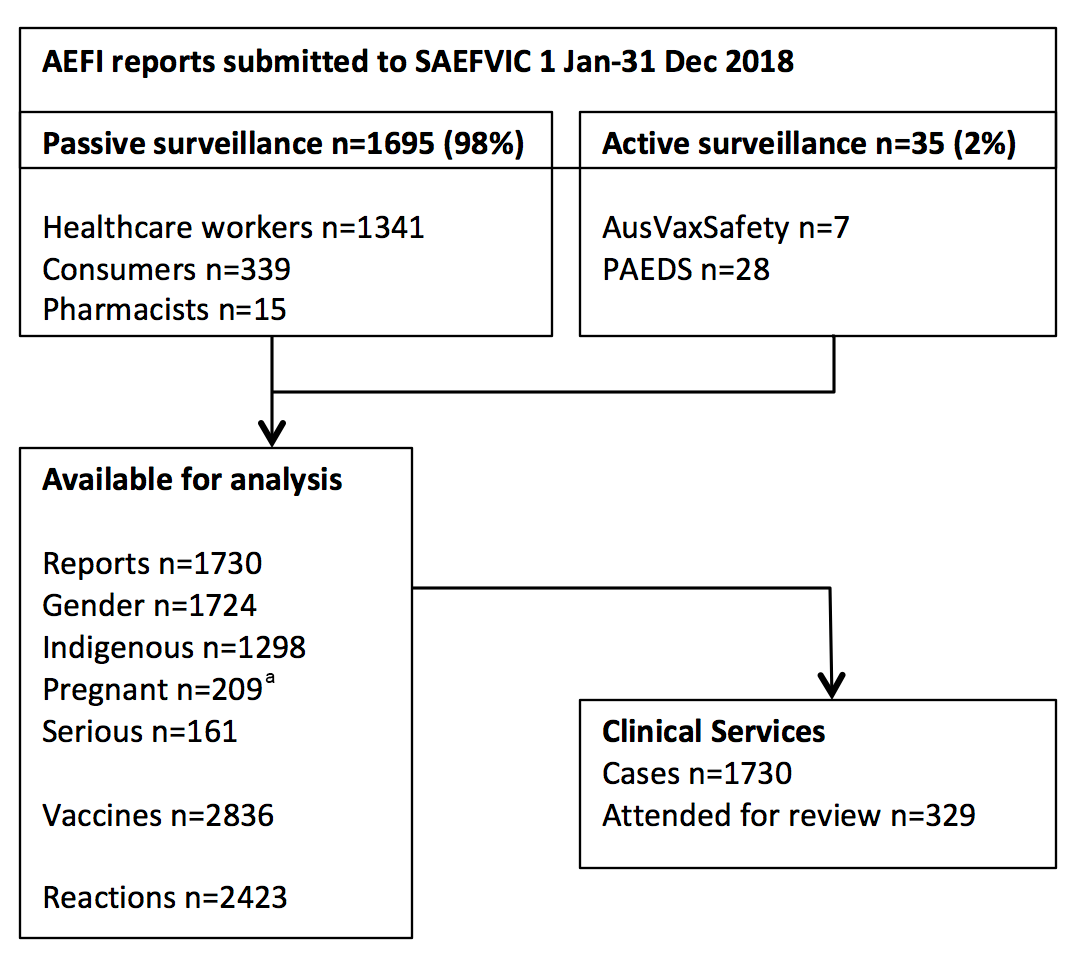 AEFI reports submitted to SAEFVIC 1 Jan-31 Dec 2018
Passive surveillance n=1695 (98%)
Healthcare workers n=1341
Consumers n=339
Pharmacists n=15
Active surveillance n=35 (2%)
AusVaxSafety n=7
PAEDS n=28
Available for analysis
Reports n=1730
Gender n=1724
Indigenous n=1298
Pregnant n=209ᵃ
Serious n=161
Vaccines n=2836
Reactions n=2423
Clinical Services
Cases n=1730
Attended for review n=329